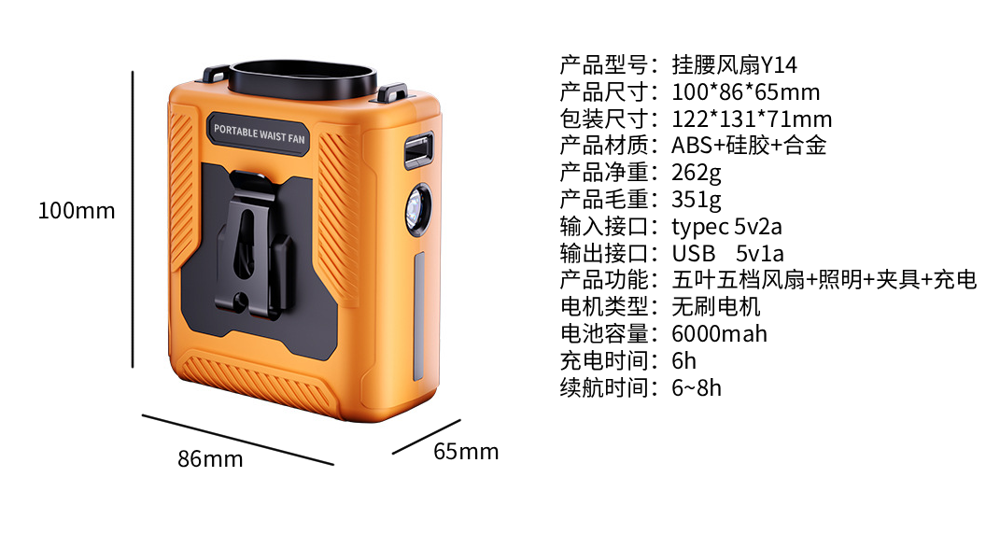 PORTABLE WAIST FAN
100mm
86mm
65mm
产品型号：挂腰风扇Y14
产品尺寸：100*86*65mm
包装尺寸：122*131*71mm
产品材质：ABS+硅胶+合金
产品净重：262g
产品毛重：351g
输入接口：typec 5v2a
输出接口：USB 5v1a
产品功能：五叶五档风扇+照明+夹具+充电
电机类型：无刷电机
电池容量：6000mah
充电时间：6h
续航时间：6~8h